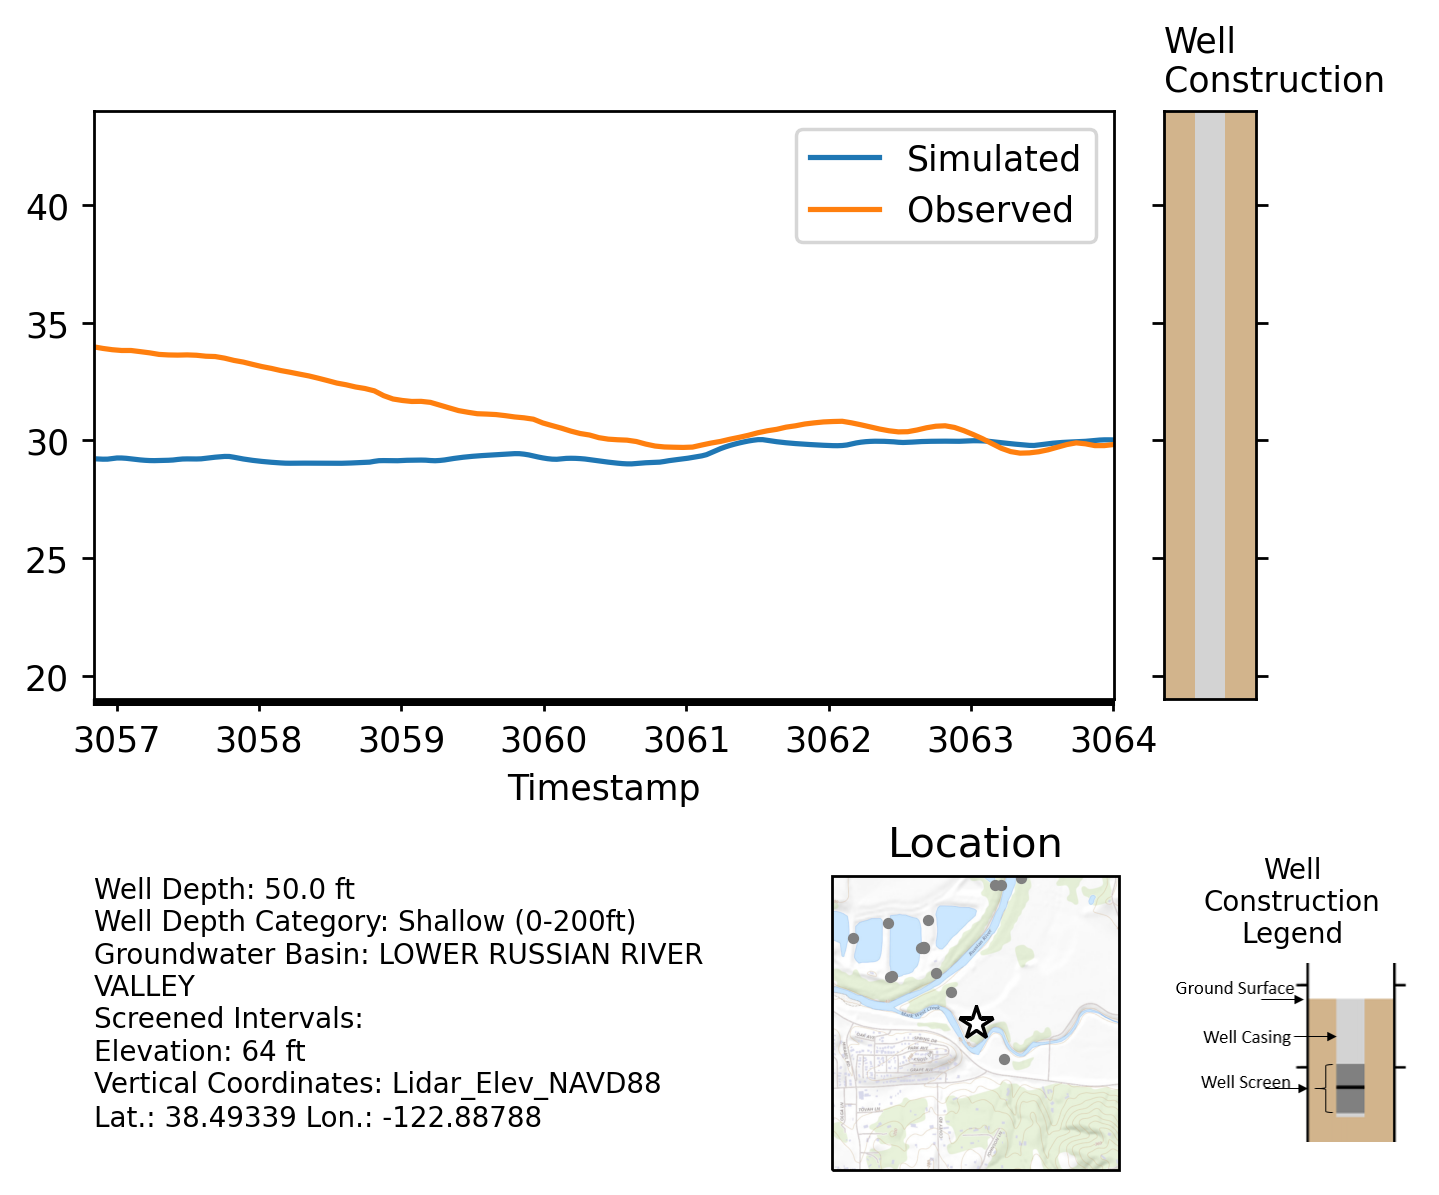 Well
Construction
Simulated
Observed
40
35
30
25
20
3057 3058 3059 3060 3061 3062 3063 3064
Timestamp
Well Depth: 50.0 ft
Well Depth Category: Shallow (0-200ft)
Groundwater Basin: LOWER RUSSIAN RIVER
VALLEY
Screened Intervals:
Elevation: 64 ft
Vertical Coordinates: Lidar_Elev_NAVD88
Lat.: 38.49339 Lon.: -122.88788
Location
Well
Construction
Legend
Ground Surface
Well Casing
Well Screen